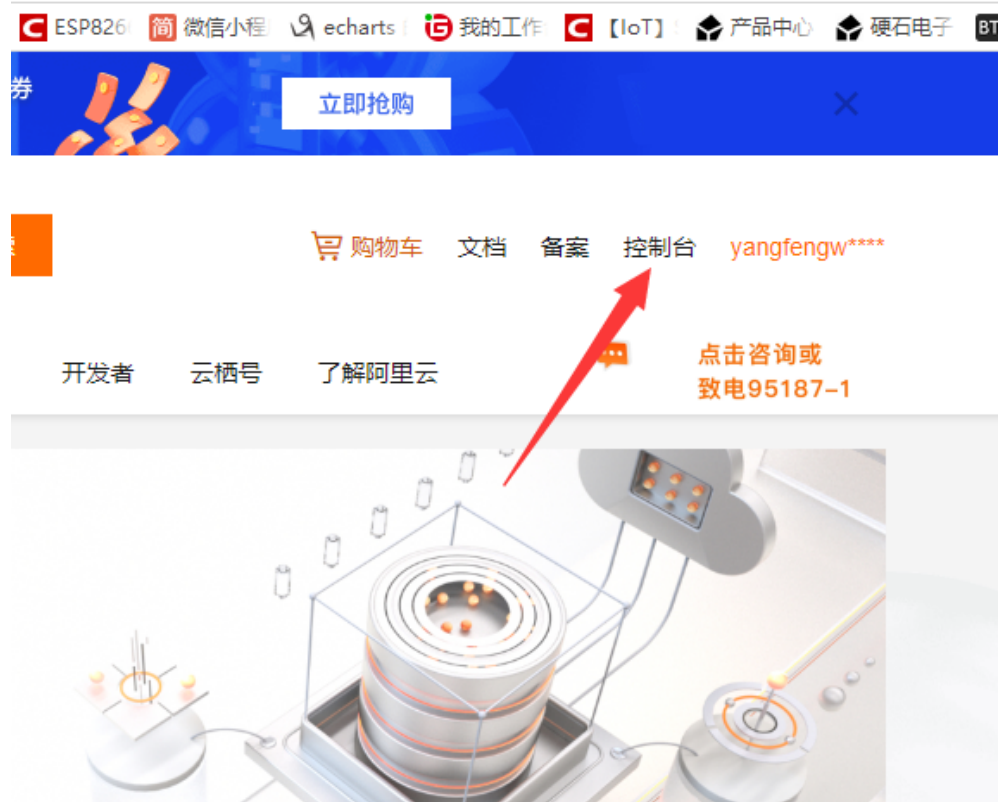 ESP826 简 微信小程 echarts 我的工作 C 【IoT】 产品中心 硬石电子 BT
券 立即抢购
购物车 文档 备案 控制台 yangfengw****
开发者 云栖号 了解阿里云
点击咨询或
致电95187-1